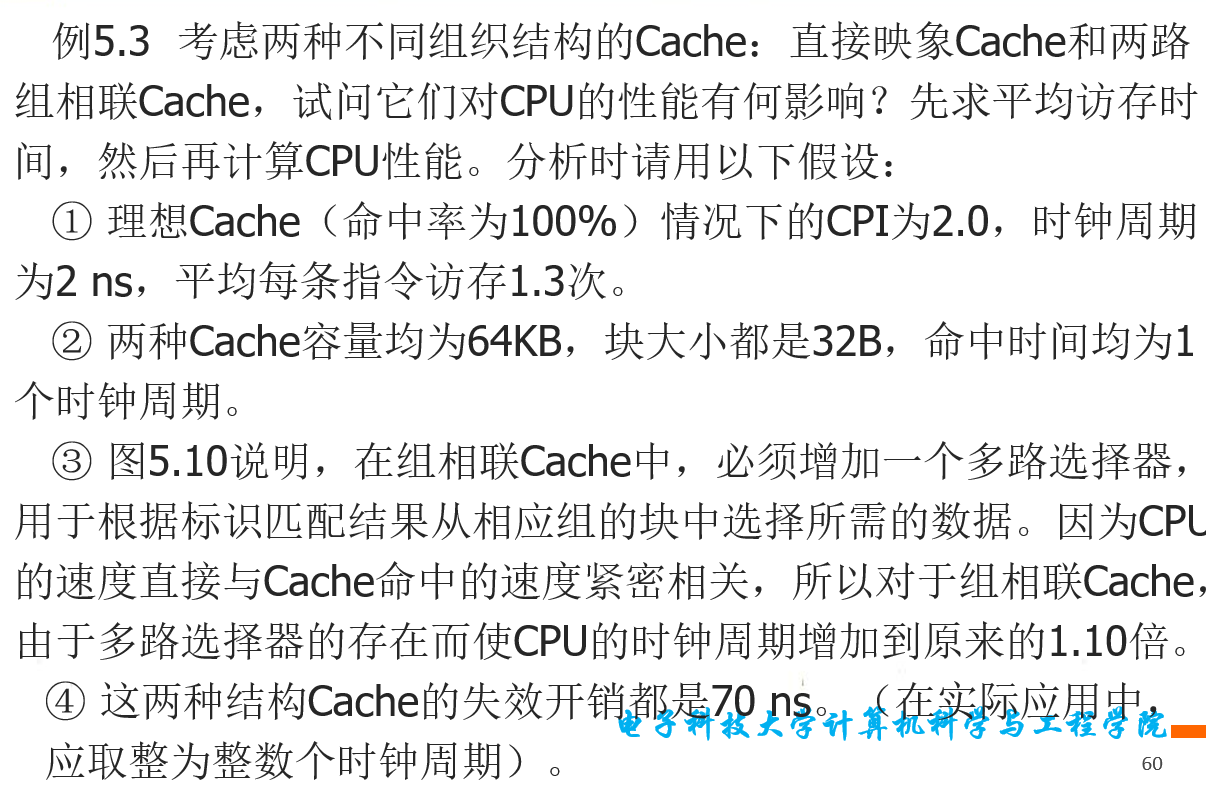 例5.3 考虑两种不同组织结构的Cache：直接映象Cache和两路
组相联Cache，试问它们对CPU的性能有何影响？先求平均访存时
间，然后再计算CPU性能。分析时请用以下假设：
① 理想Cache（命中率为100%）情况下的CPI为2.0，时钟周期
为2 ns，平均每条指令访存1.3次。
② 两种Cache容量均为64KB，块大小都是32B，命中时间均为1
个时钟周期。
③ 图5.10说明，在组相联Cache中，必须增加一个多路选择器，
用于根据标识匹配结果从相应组的块中选择所需的数据。因为CPU
的速度直接与Cache命中的速度紧密相关，所以对于组相联Cache，
由于多路选择器的存在而使CPU的时钟周期增加到原来的1.10倍。
④ 这两种结构Cache的失效开销都是70 ns。（在实际应用中，
电子科技大学计算机科学与工程学院
应取整为整数个时钟周期）。
60